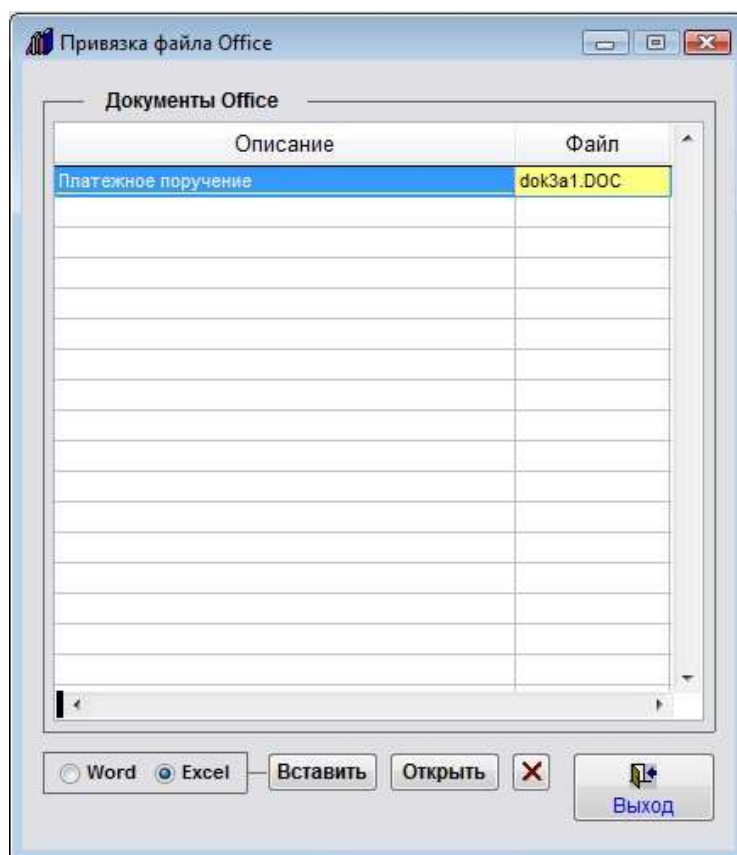 Привязка файла Office
Документы Office
Описание Файл
Платежное поручение dok3a1.DOC
Word Excel Вставить Открыть
Выход